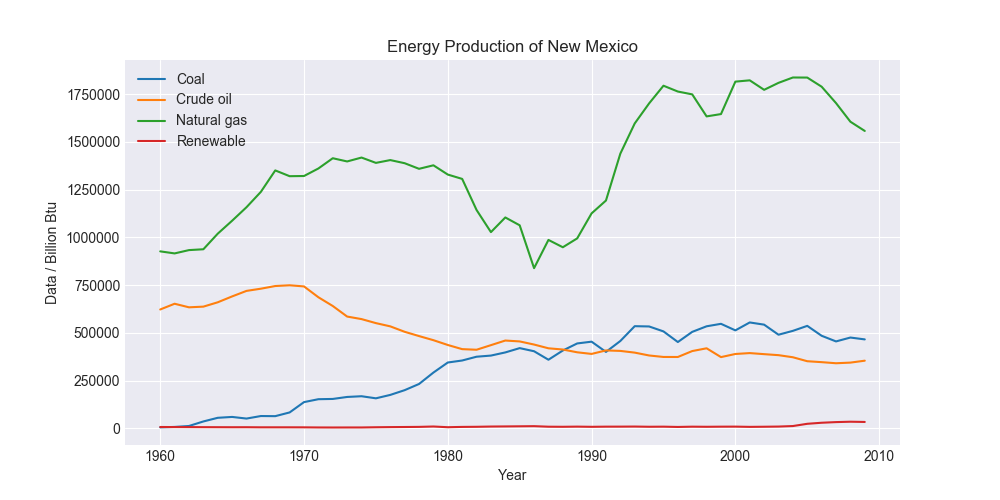 Energy Production of New Mexico
Coal
Crude oil
Natural gas
Renewable
1750000
1500000
1250000
1000000
750000
500000
250000
0
Data / Billion Btu
1960 1970 1980 1990 2000 2010
Year